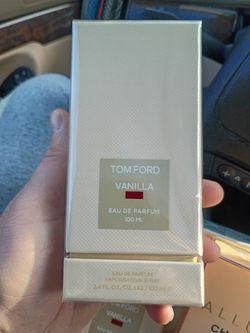 TOM FORD
VANILLA
EAU DE PARFUM
100 ML
EAU DE PARFUM
VAPORISATEUR SPRAY
3.4 FL.OZ./OZ.LIQ./100 ml e
VANILLA